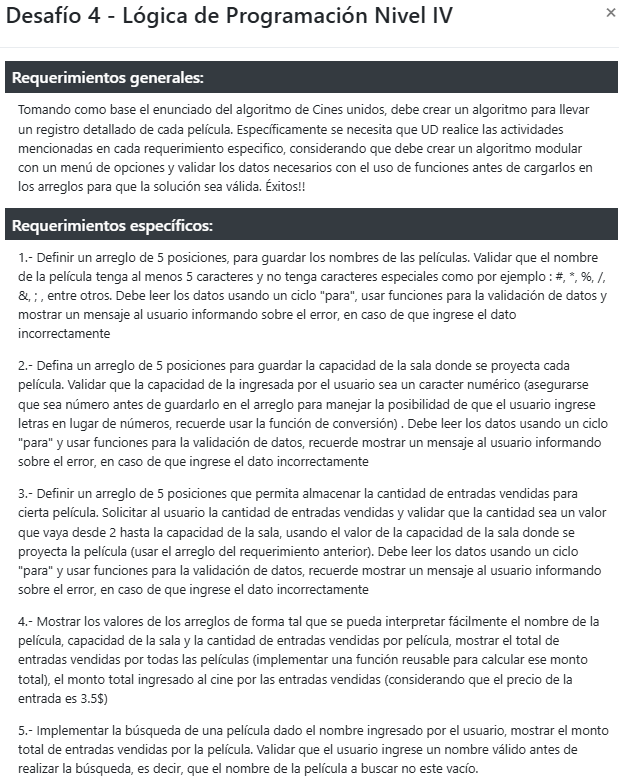 Desafío 4 - Lógica de Programación Nivel IV
×
Requerimientos generales:
Tomando como base el enunciado del algoritmo de Cines unidos, debe crear un algoritmo para llevar
un registro detallado de cada película. Específicamente se necesita que UD realice las actividades
mencionadas en cada requerimiento especifico, considerando que debe crear un algoritmo modular
con un menú de opciones y validar los datos necesarios con el uso de funciones antes de cargarlos en
los arreglos para que la solución sea válida. Éxitos!!
Requerimientos específicos:
1.- Definir un arreglo de 5 posiciones, para guardar los nombres de las películas. Validar que el nombre
de la película tenga al menos 5 caracteres y no tenga caracteres especiales como por ejemplo : #, *, %, /,
&, ; , entre otros. Debe leer los datos usando un ciclo "para", usar funciones para la validación de datos y
mostrar un mensaje al usuario informando sobre el error, en caso de que ingrese el dato
incorrectamente
2.- Defina un arreglo de 5 posiciones para guardar la capacidad de la sala donde se proyecta cada
película. Validar que la capacidad de la ingresada por el usuario sea un caracter numérico (asegurarse
que sea número antes de guardarlo en el arreglo para manejar la posibilidad de que el usuario ingrese
letras en lugar de números, recuerde usar la función de conversión) . Debe leer los datos usando un ciclo
"para" y usar funciones para la validación de datos, recuerde mostrar un mensaje al usuario informando
sobre el error, en caso de que ingrese el dato incorrectamente
3.- Definir un arreglo de 5 posiciones que permita almacenar la cantidad de entradas vendidas para
cierta película. Solicitar al usuario la cantidad de entradas vendidas y validar que la cantidad sea un valor
que vaya desde 2 hasta la capacidad de la sala, usando el valor de la capacidad de la sala donde se
proyecta la película (usar el arreglo del requerimiento anterior). Debe leer los datos usando un ciclo
"para" y usar funciones para la validación de datos, recuerde mostrar un mensaje al usuario informando
sobre el error, en caso de que ingrese el dato incorrectamente
4.- Mostrar los valores de los arreglos de forma tal que se pueda interpretar fácilmente el nombre de la
película, capacidad de la sala y la cantidad de entradas vendidas por película, mostrar el total de
entradas vendidas por todas las películas (implementar una función reusable para calcular ese monto
total), el monto total ingresado al cine por las entradas vendidas (considerando que el precio de la
entrada es 3.5$)
5.- Implementar la búsqueda de una película dado el nombre ingresado por el usuario, mostrar el monto
total de entradas vendidas por la película. Validar que el usuario ingrese un nombre válido antes de
realizar la búsqueda, es decir, que el nombre de la película a buscar no este vacío.